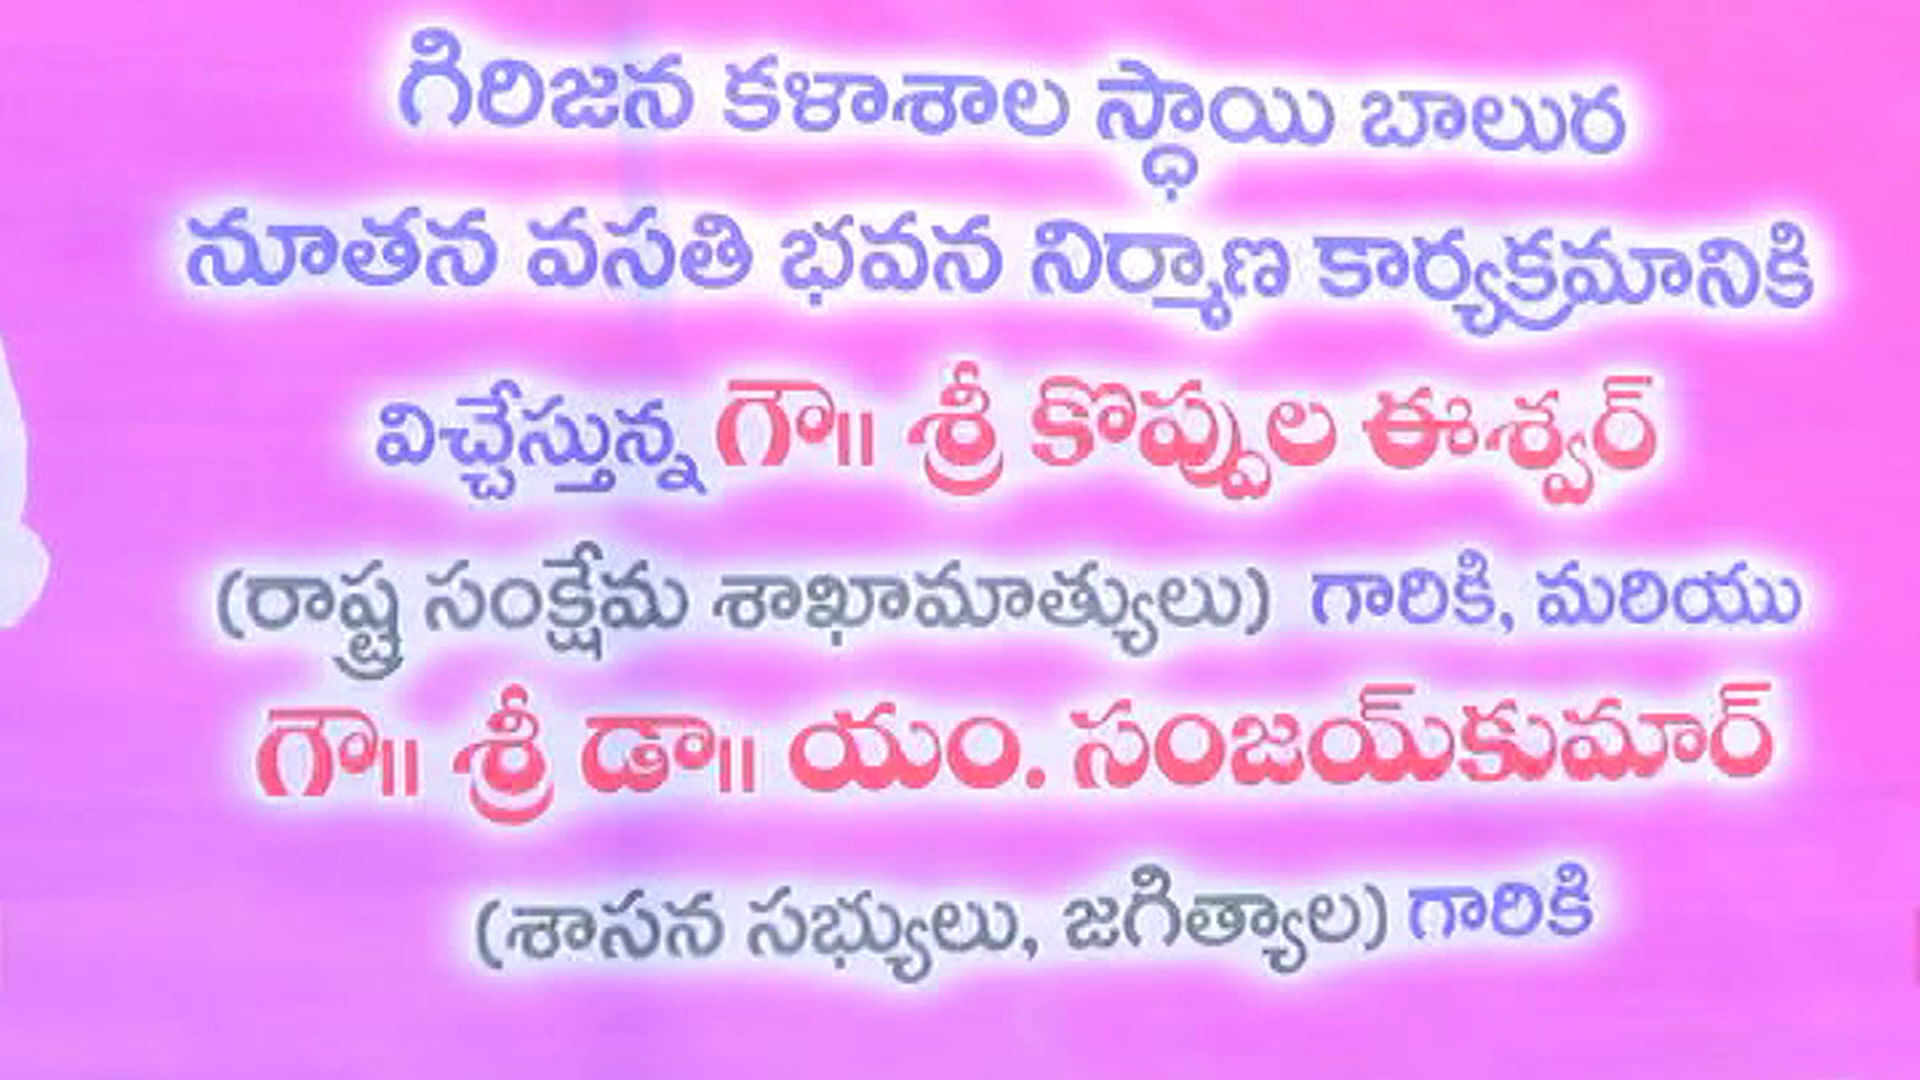 గిరిజన కళాశాల స్ధాయి బాలుర
నూతన వసతి భవన నిర్మాణ కార్యక్రమానికి
విచ్చేస్తున్న గౌ॥ శ్రీ కొప్పుల ఈశ్వర్
(రాష్ట్ర సంక్షేమ శాఖామాత్యులు) గారికి, మరియు
గౌ॥ శ్రీ డా॥ యం. సంజయ్‌కుమార్
(శాసన సభ్యులు, జగిత్యాల) గారికి